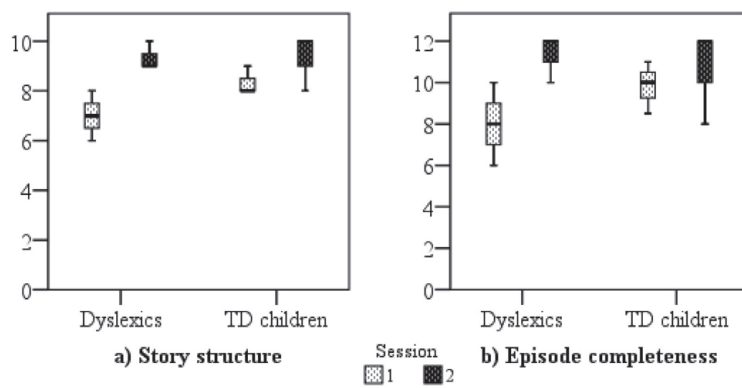 10
8
6
4
2
0
Dyslexics
TD children
a) Story structure
12
10
8
6
4
2
0
Dyslexics
TD children
b) Episode completeness
Session
1
2